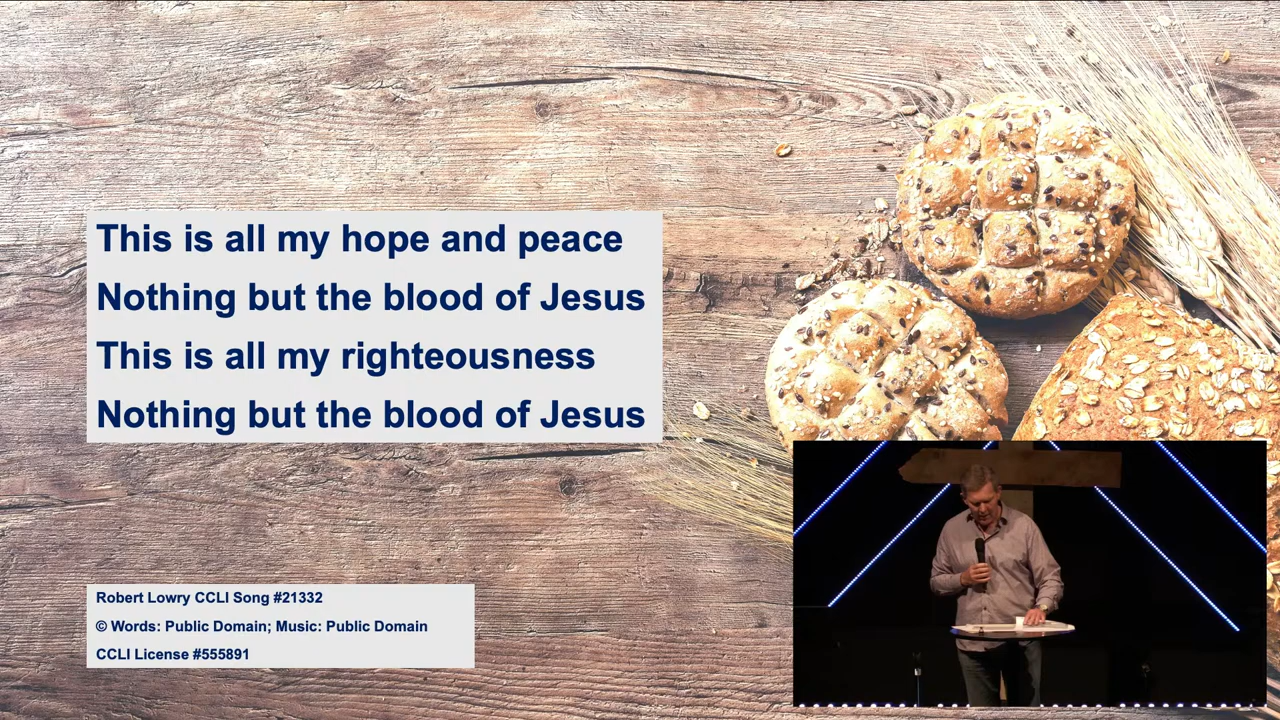 This is all my hope and peace
Nothing but the blood of Jesus
This is all my righteousness
Nothing but the blood of Jesus
Robert Lowry CCLI Song #21332
© Words: Public Domain; Music: Public Domain
CCLI License #555891